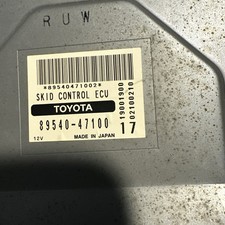 RUW
*89540471002*
SKID CONTROL ECU
TOYOTA
89540-47100
12V MADE IN JAPAN
17
19001900
02100210